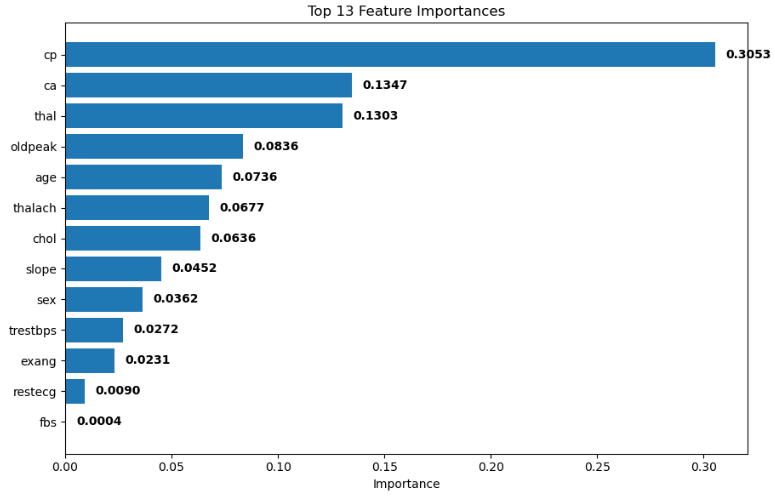 Top 13 Feature Importances
cp 0.3053
ca 0.1347
thal 0.1303
oldpeak 0.0836
age 0.0736
thalach 0.0677
chol 0.0636
slope 0.0452
sex 0.0362
trestbps 0.0272
exang 0.0231
restecg 0.0090
fbs 0.0004
0.00 0.05 0.10 0.15 0.20 0.25 0.30
Importance